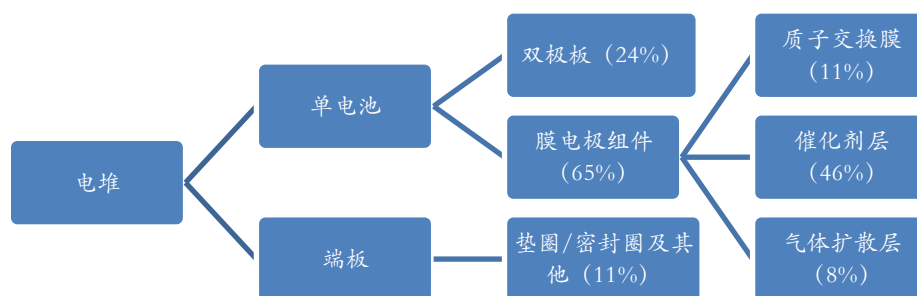 电堆
单电池
端板
双极板（24%）
膜电极组件
（65%）
垫圈/密封圈及其
他（11%）
质子交换膜
（11%）
催化剂层
（46%）
气体扩散层
（8%）